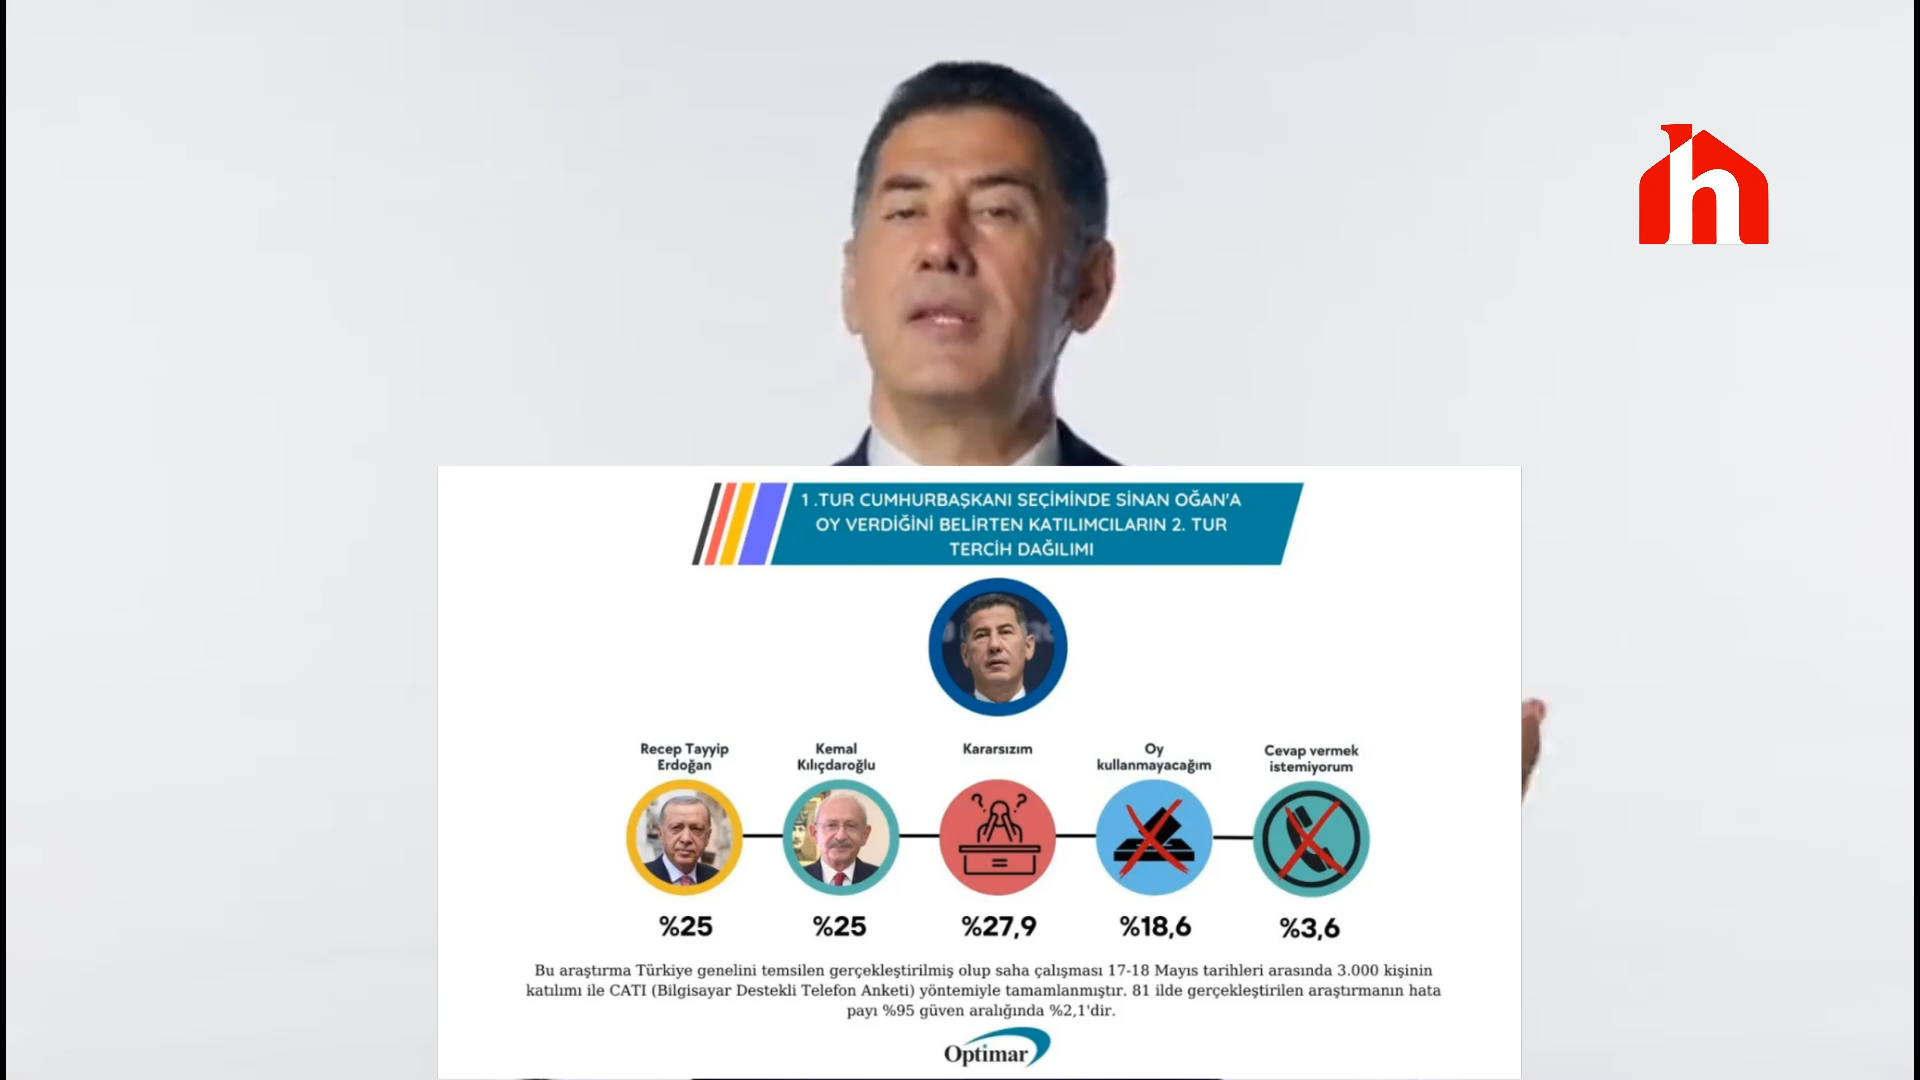 h
1 .TUR CUMHURBAŞKANI SEÇİMİNDE SİNAN OĞAN'A
OY VERDİĞİNİ BELİRTEN KATILIMCILARIN 2. TUR
TERCİH DAĞILIMI
Recep Tayyip
Erdoğan
Kemal
Kılıçdaroğlu
Kararsızım
Oy
kullanmayacağım
Cevap vermek
istemiyorum
%25
%25
%27,9
%18,6
%3,6
Bu araştırma Türkiye genelini temsilen gerçekleştirilmiş olup saha çalışması 17-18 Mayıs tarihleri arasında 3.000 kişinin
katılımı ile CATI (Bilgisayar Destekli Telefon Anketi) yöntemiyle tamamlanmıştır. 81 ilde gerçekleştirilen araştırmanın hata
payı %95 güven aralığında %2,1'dir.
Optimar